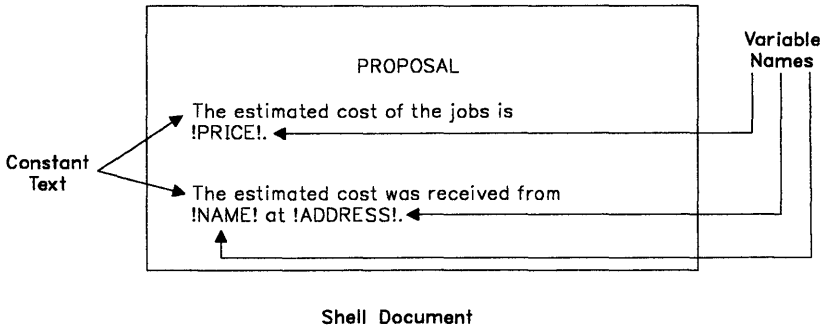 Variable
Names
PROPOSAL
The estimated cost of the jobs is
!PRICE!.
Constant
Text
The estimated cost was received from
!NAME! at !ADDRESS!.
Shell Document